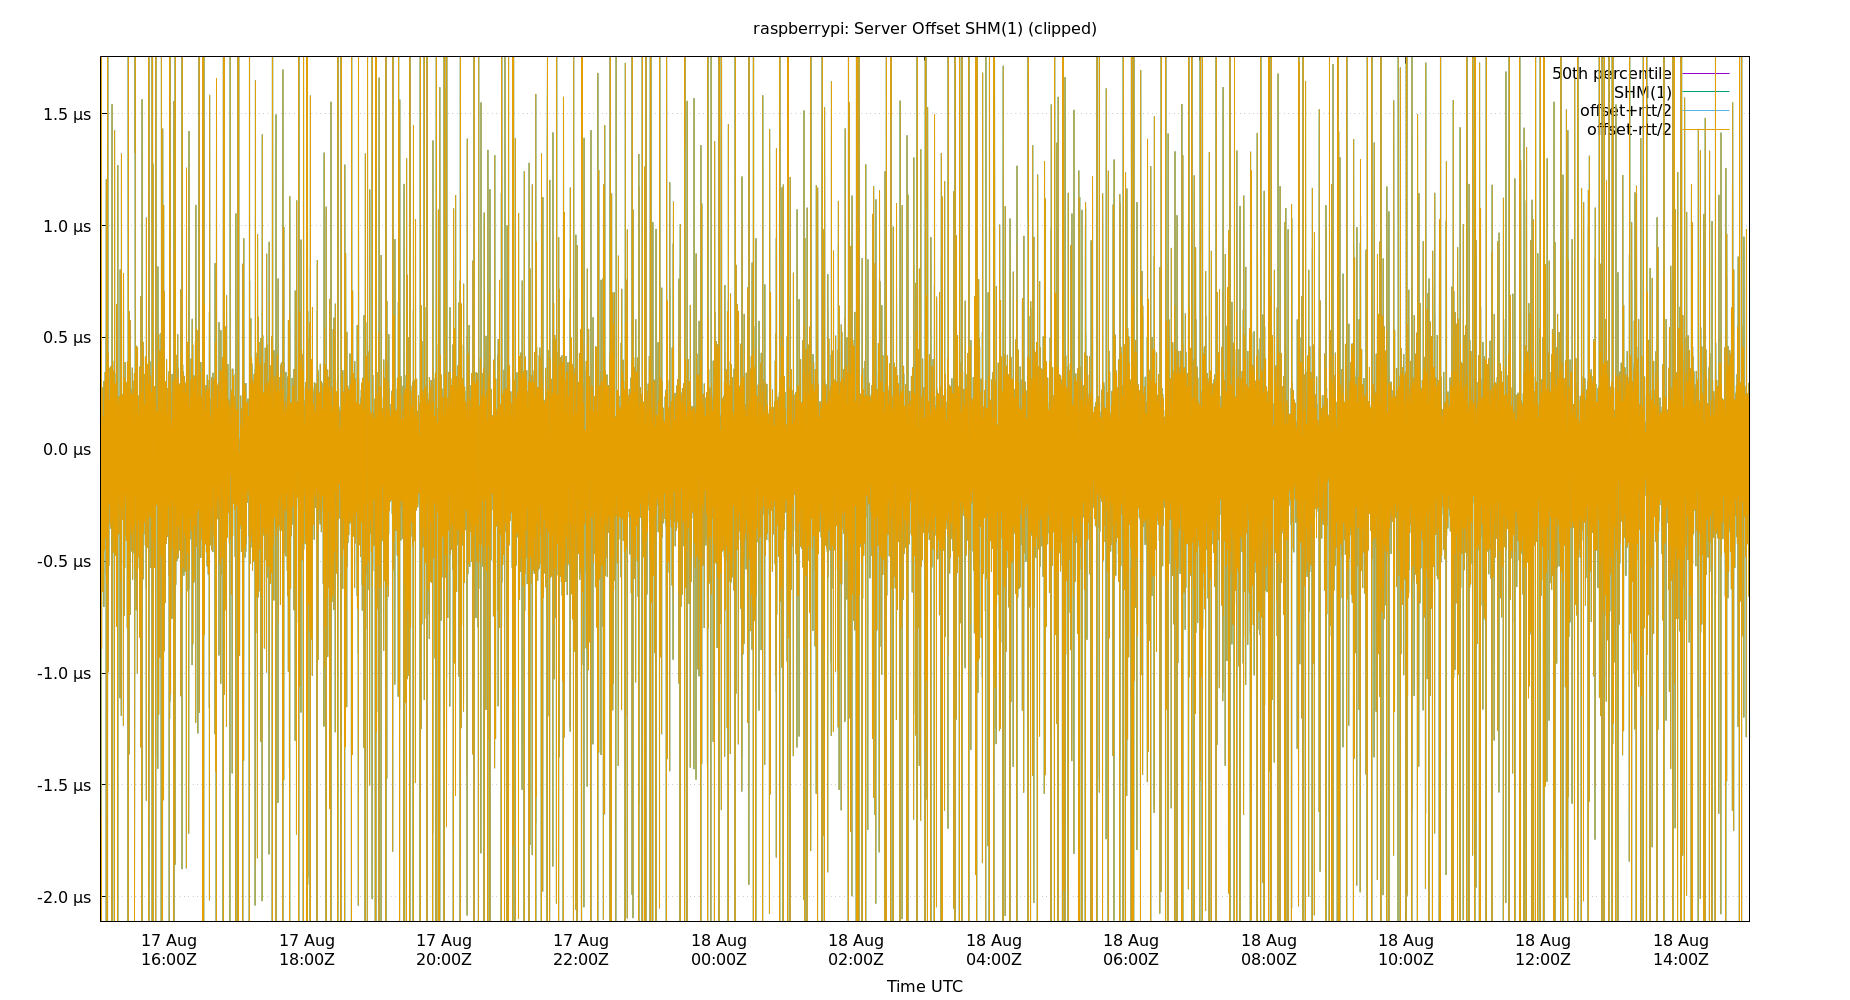 raspberrypi: Server Offset SHM(1) (clipped)
50th percentile
SHM(1)
offset+rtt/2
offset-rtt/2
1.5 µs
1.0 µs
0.5 µs
0.0 µs
-0.5 µs
-1.0 µs
-1.5 µs
-2.0 µs
17 Aug 17 Aug 17 Aug 17 Aug 18 Aug 18 Aug 18 Aug 18 Aug 18 Aug 18 Aug 18 Aug 18 Aug
16:00Z 18:00Z 20:00Z 22:00Z 00:00Z 02:00Z 04:00Z 06:00Z 08:00Z 10:00Z 12:00Z 14:00Z
Time UTC